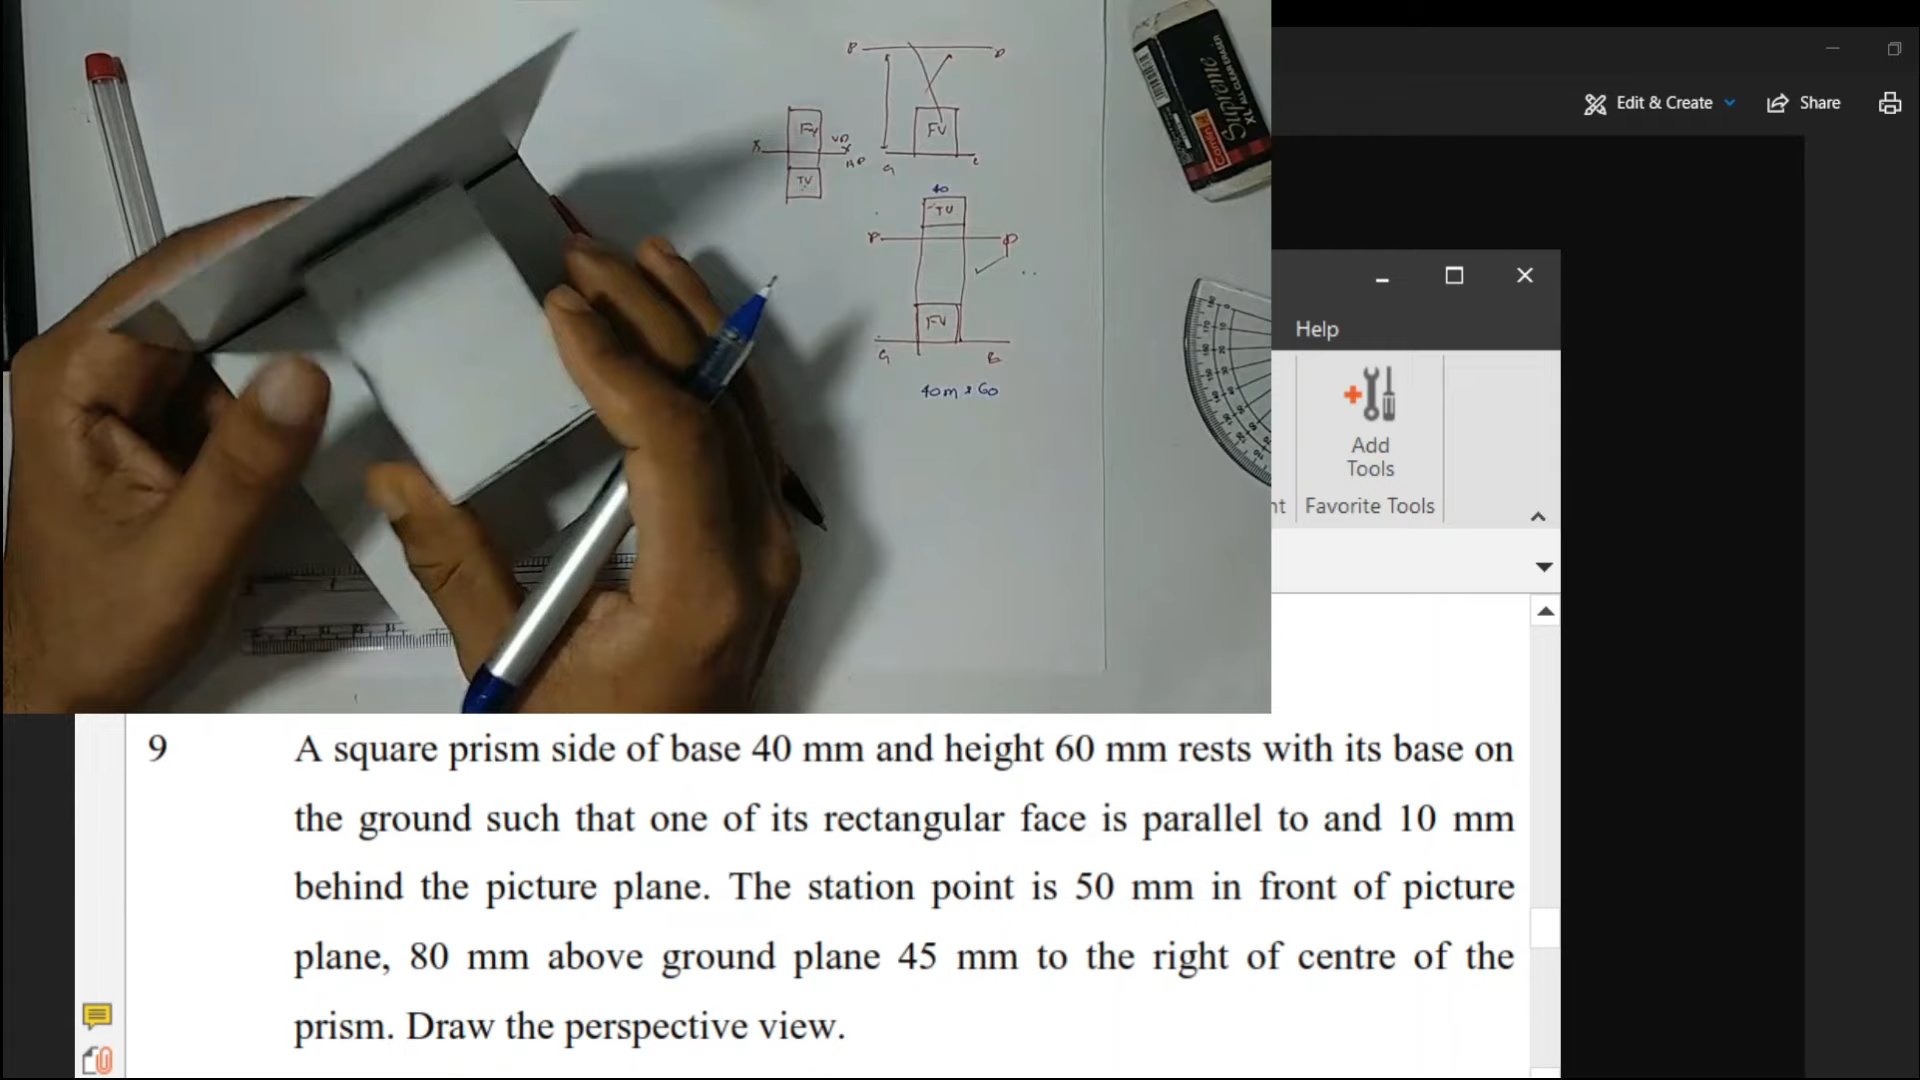 Edit & Create
Share
Help
Add
Tools
Favorite Tools
Supreme
XL ALL CLEAN ERASER
P
P
FV
G
FV
VP
HP
X
TV
40
TV
P
P
FV
G
40m
60
9
A square prism side of base 40 mm and height 60 mm rests with its base on
the ground such that one of its rectangular face is parallel to and 10 mm
behind the picture plane. The station point is 50 mm in front of picture
plane, 80 mm above ground plane 45 mm to the right of centre of the
prism. Draw the perspective view.